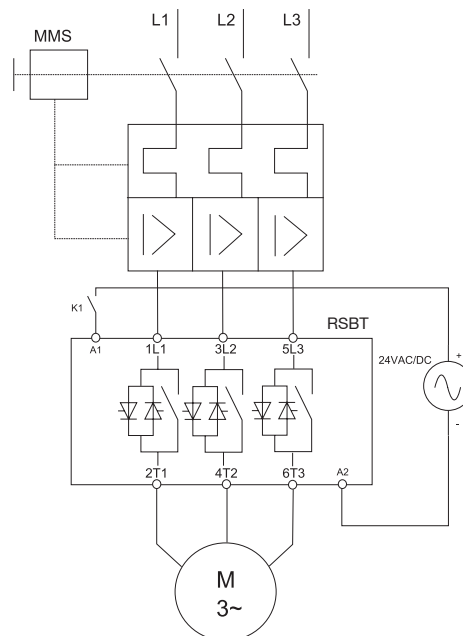 L1 L2 L3
MMS
K1
RSBT
A1 1L1 3L2 5L3
24VAC/DC
+
-
2T1 4T2 6T3 A2
M
3~